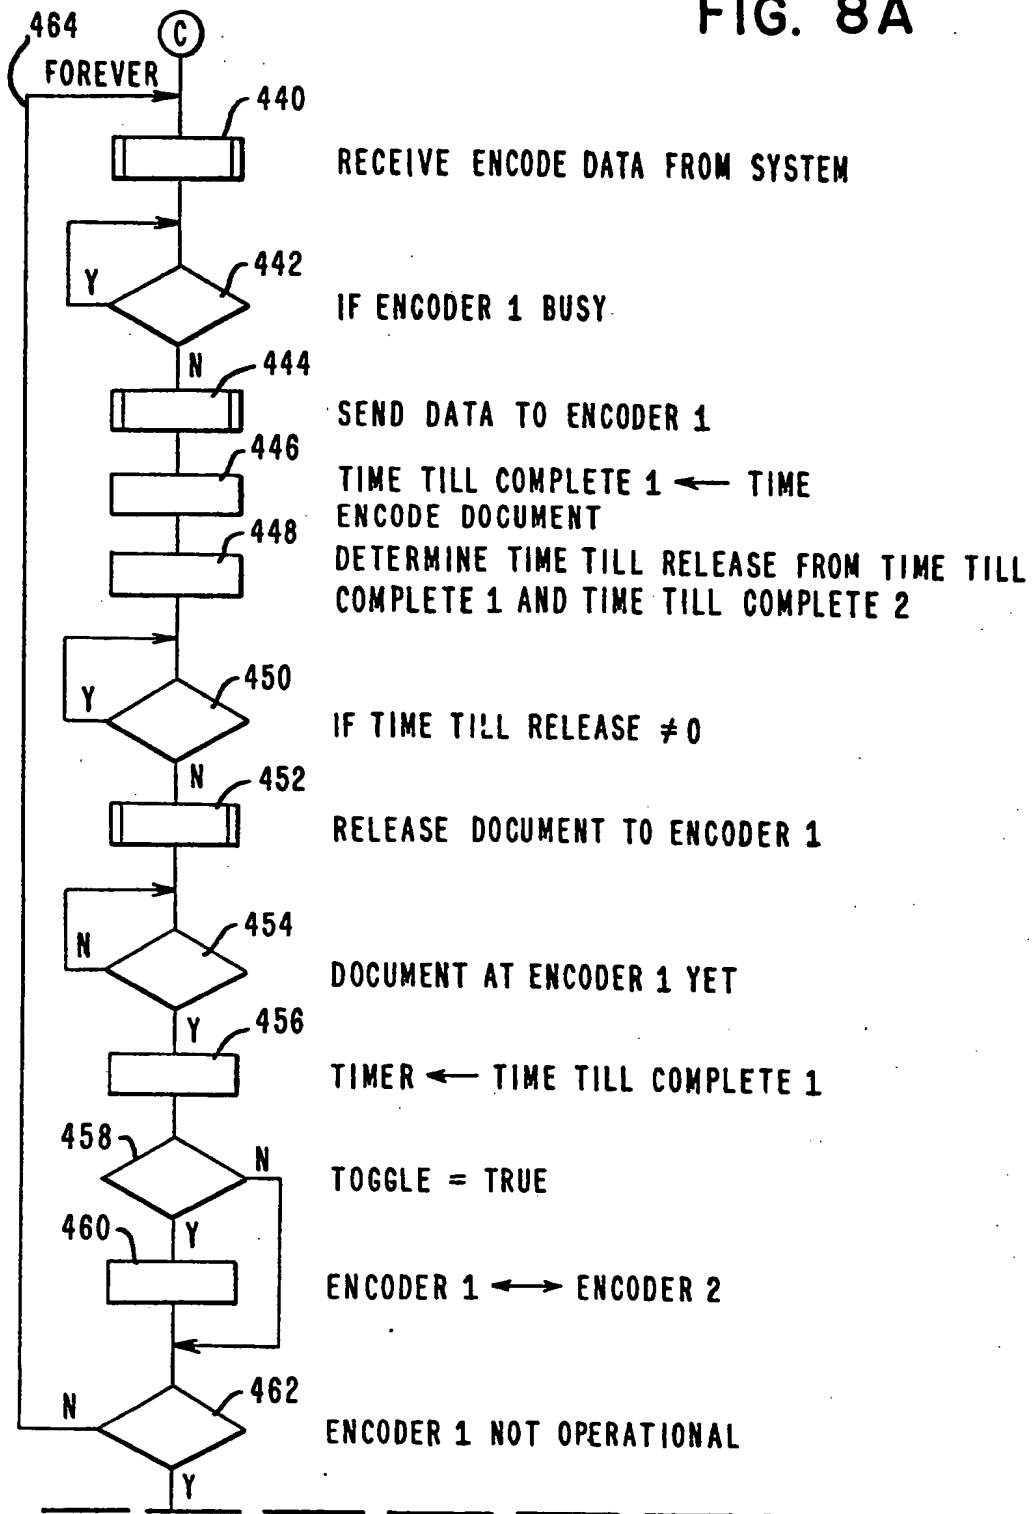 FIG. 8A
464
C
FOREVER
440
RECEIVE ENCODE DATA FROM SYSTEM
442
Y
IF ENCODER 1 BUSY
N
444
SEND DATA TO ENCODER 1
446
TIME TILL COMPLETE 1 ← TIME
ENCODE DOCUMENT
448
DETERMINE TIME TILL RELEASE FROM TIME TILL
COMPLETE 1 AND TIME TILL COMPLETE 2
450
Y
IF TIME TILL RELEASE ≠ 0
N
452
RELEASE DOCUMENT TO ENCODER 1
454
N
DOCUMENT AT ENCODER 1 YET
Y
456
TIMER ← TIME TILL COMPLETE 1
458
N
TOGGLE = TRUE
Y
460
ENCODER 1 ↔ ENCODER 2
462
N
ENCODER 1 NOT OPERATIONAL
Y